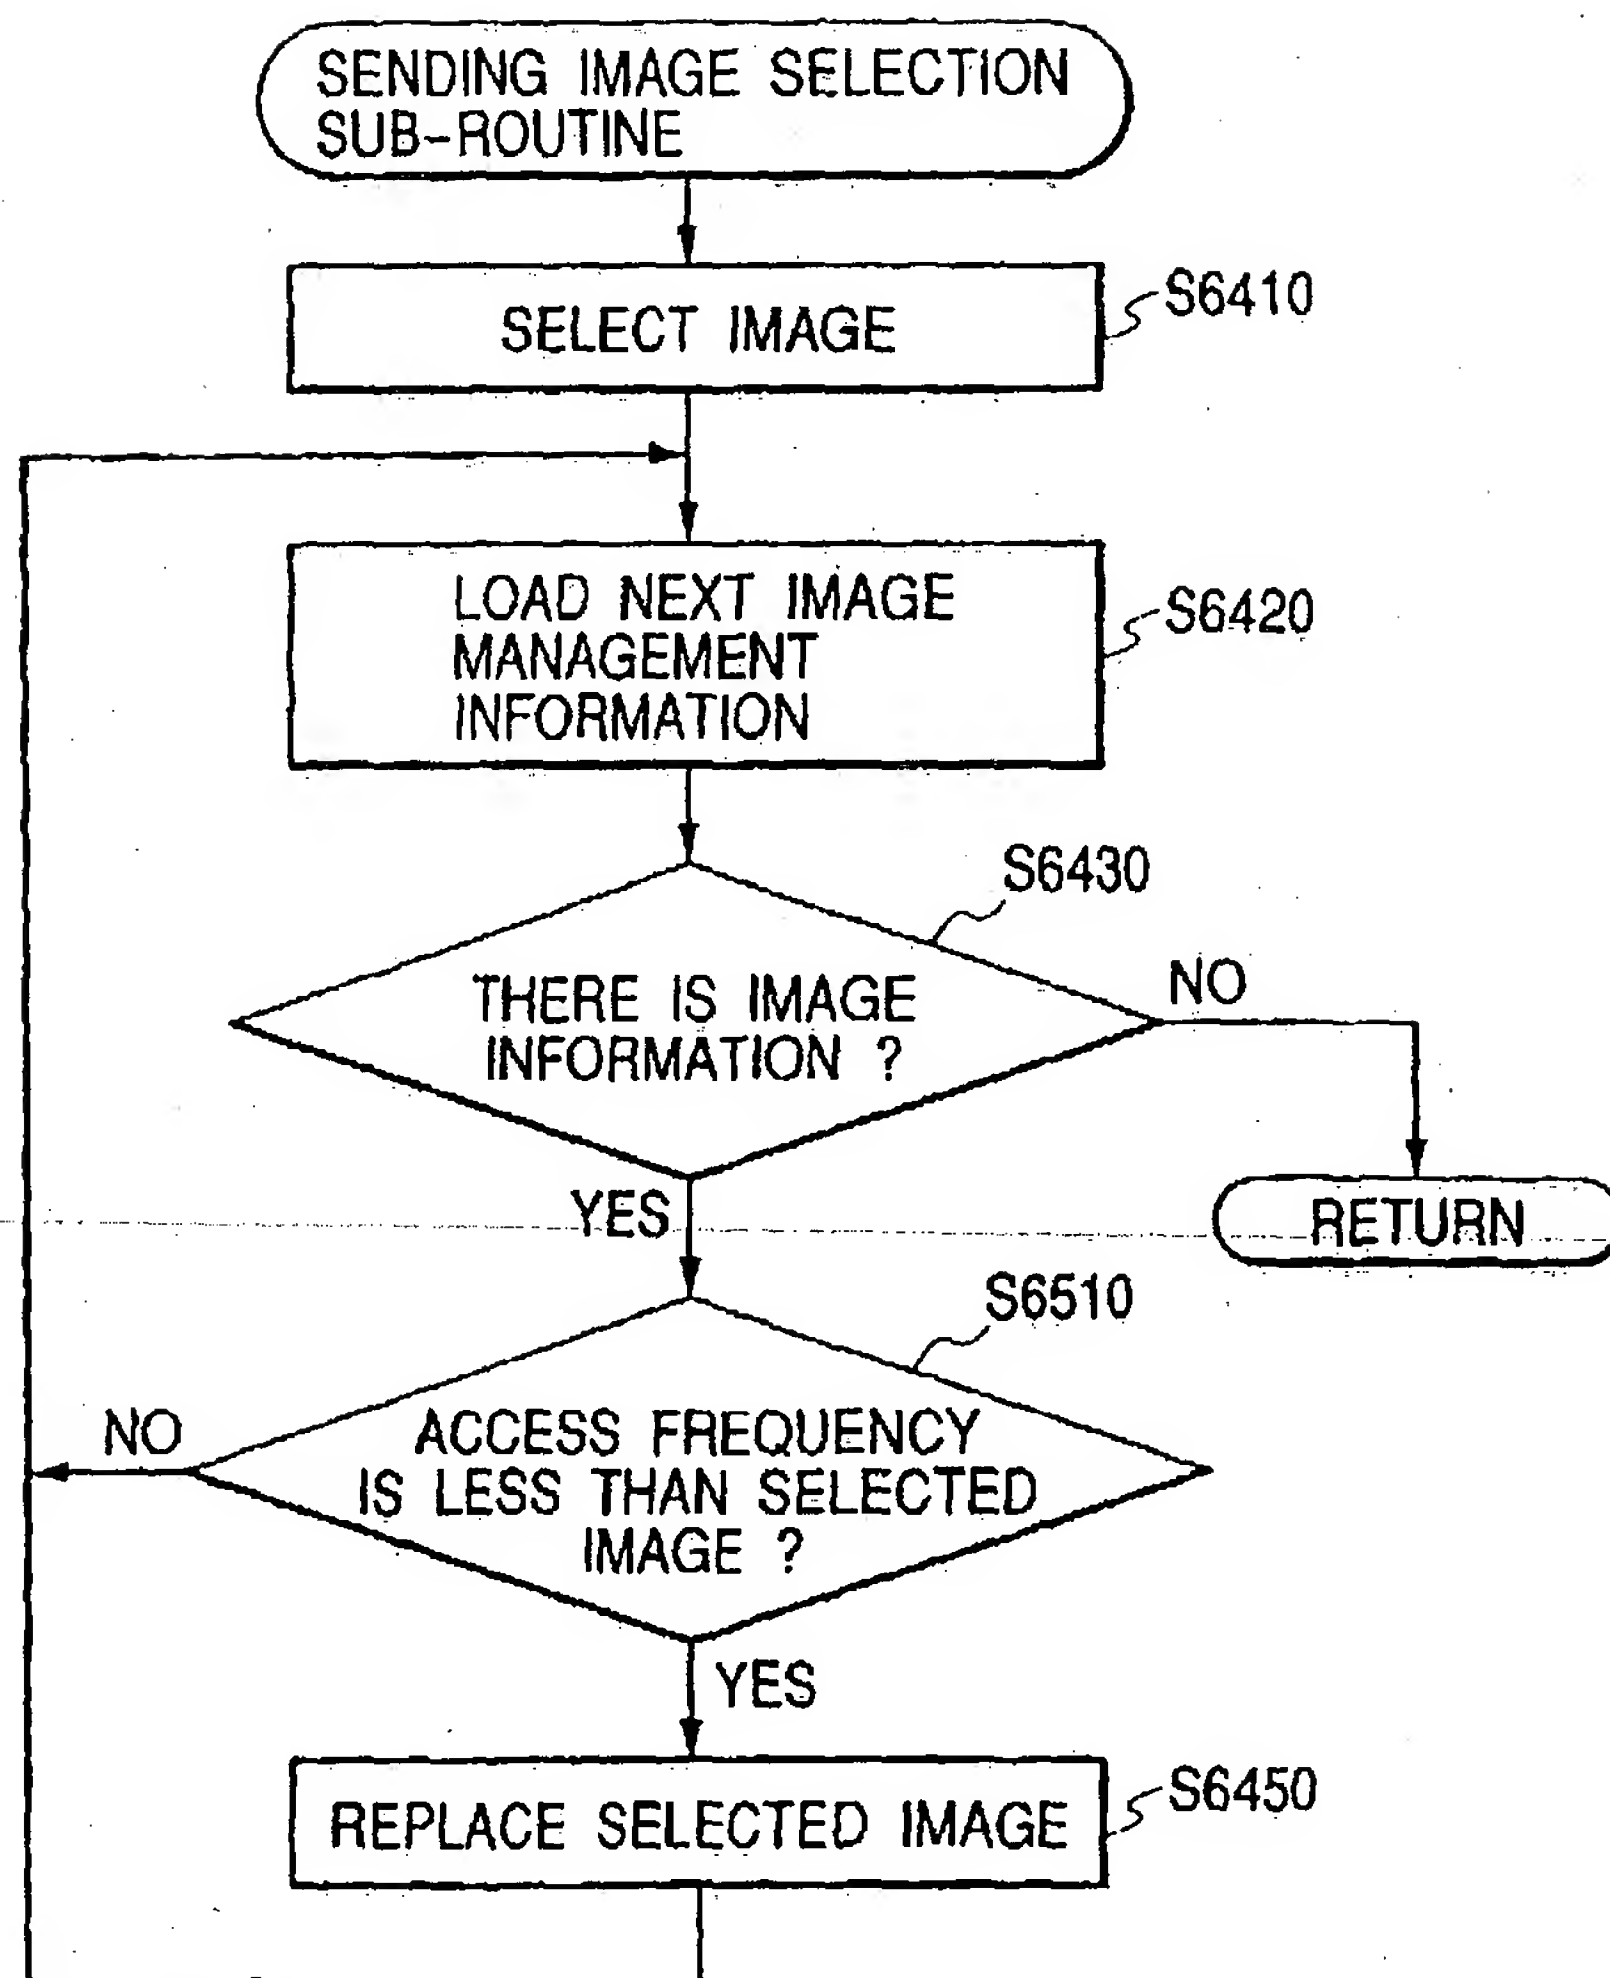 SENDING IMAGE SELECTION
SUB-ROUTINE
SELECT IMAGE
S6410
LOAD NEXT IMAGE
MANAGEMENT
INFORMATION
S6420
S6430
THERE IS IMAGE
INFORMATION ?
NO
YES
RETURN
S6510
NO
ACCESS FREQUENCY
IS LESS THAN SELECTED
IMAGE ?
YES
REPLACE SELECTED IMAGE
S6450